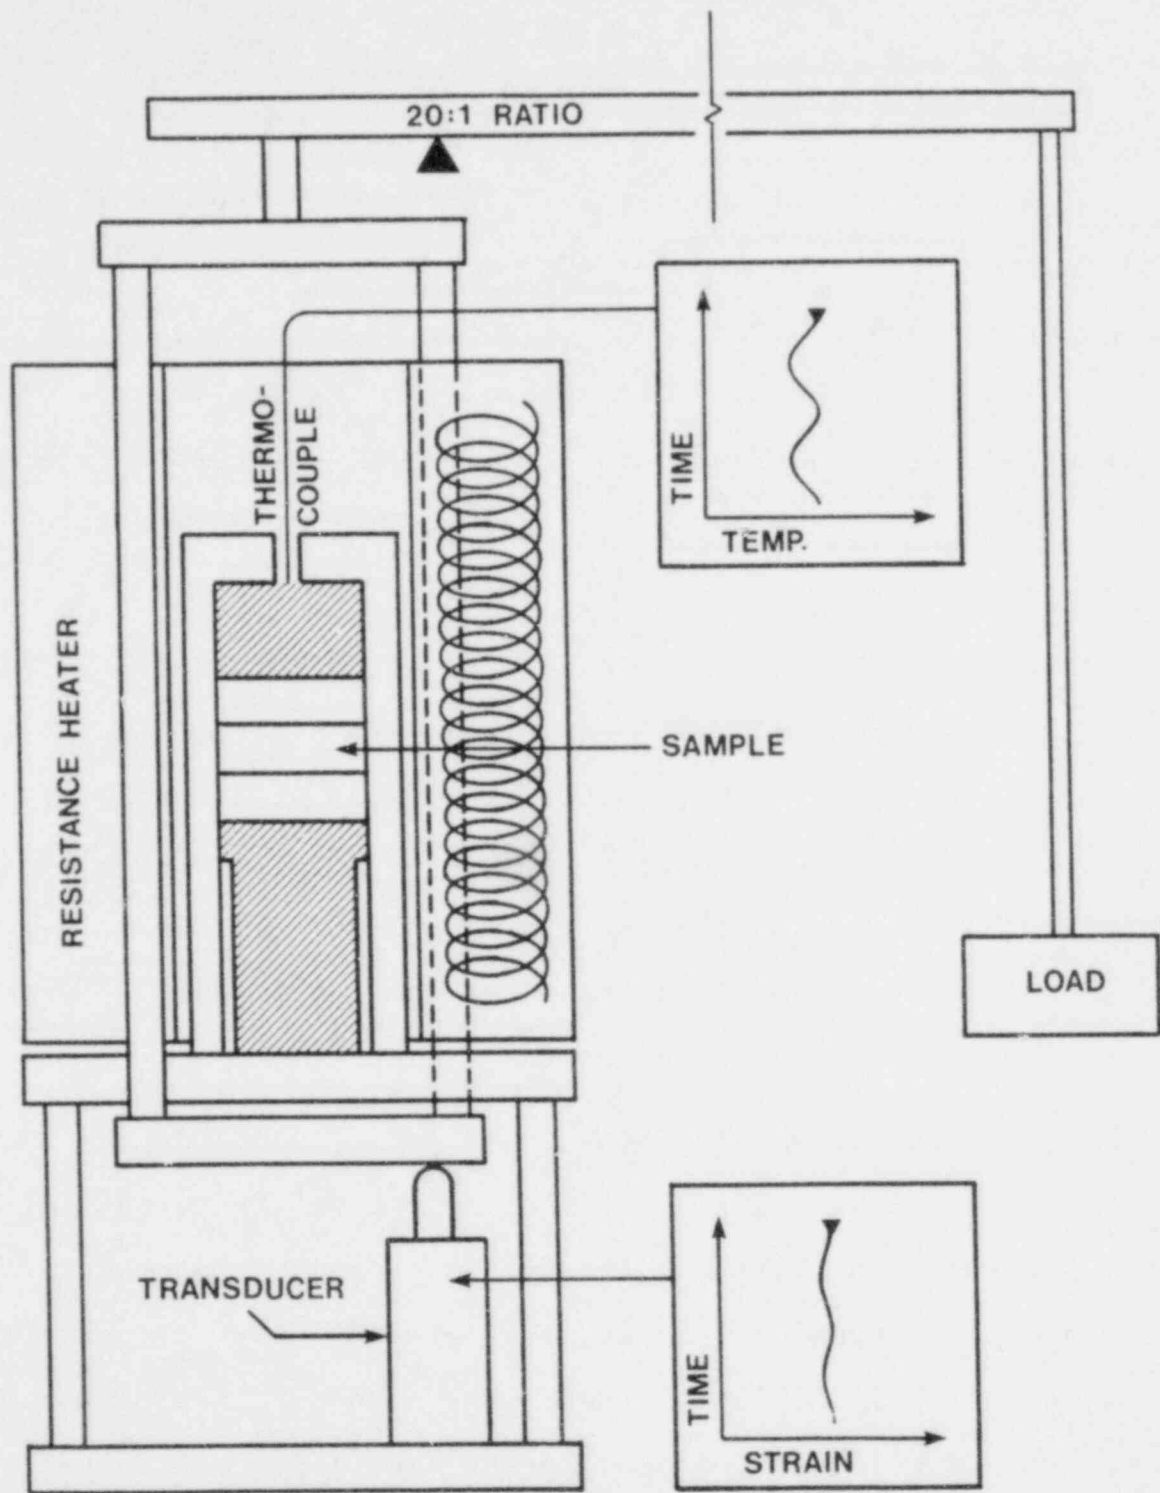 20:1 RATIO
THERMO-
COUPLE
TIME
TEMP.
RESISTANCE HEATER
SAMPLE
LOAD
TRANSDUCER
TIME
STRAIN